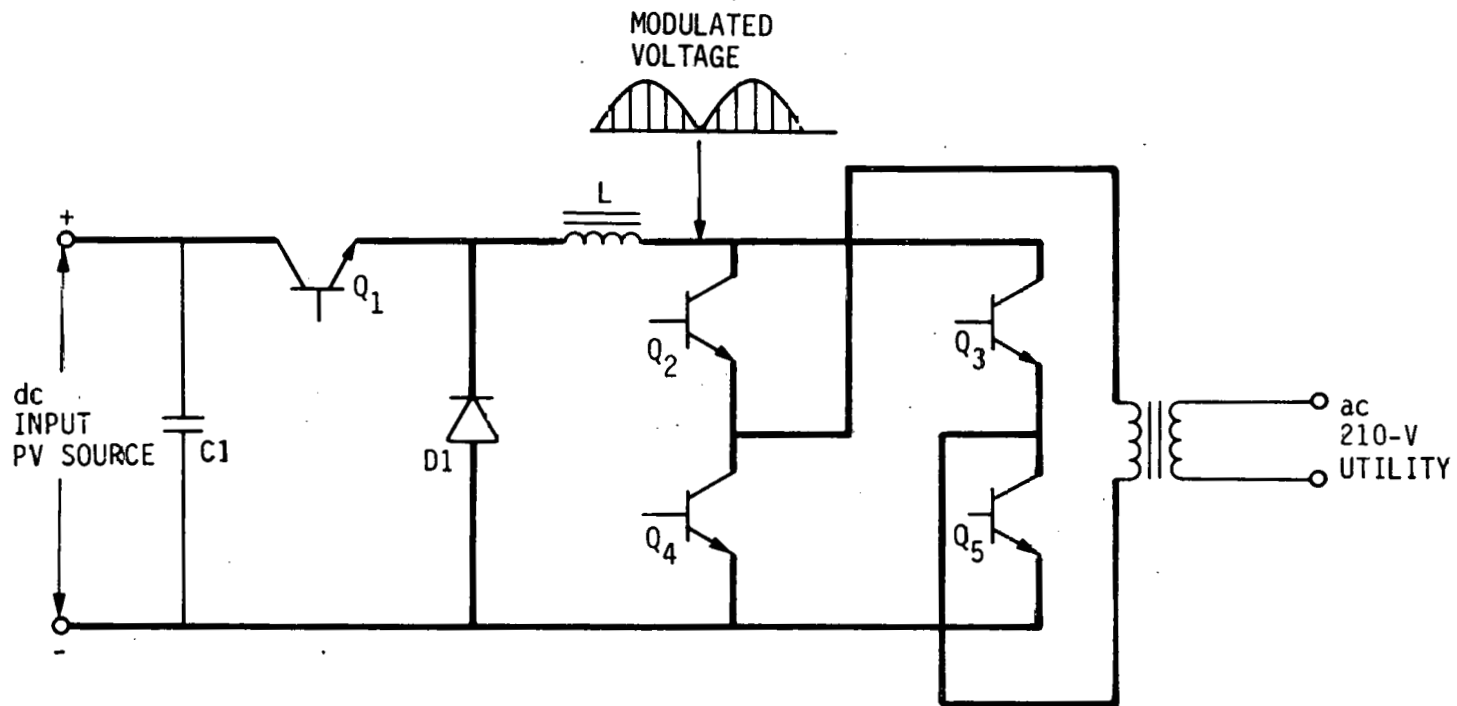 MODULATED
VOLTAGE
L
+
Q1
Q2
Q3
dc
INPUT
PV SOURCE
C1
D1
ac
210-V
UTILITY
Q4
Q5
-